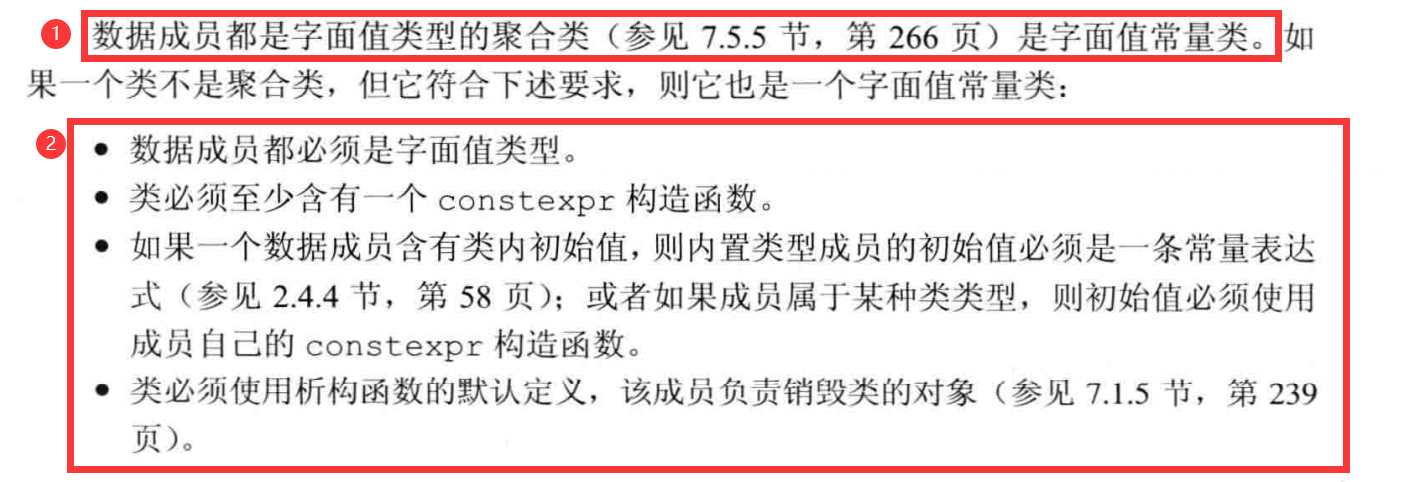 1 数据成员都是字面值类型的聚合类（参见 7.5.5 节，第 266 页）是字面值常量类。如
果一个类不是聚合类，但它符合下述要求，则它也是一个字面值常量类：
2 • 数据成员都必须是字面值类型。
• 类必须至少含有一个 constexpr 构造函数。
• 如果一个数据成员含有类内初始值，则内置类型成员的初始值必须是一条常量表达
式（参见 2.4.4 节，第 58 页）；或者如果成员属于某种类类型，则初始值必须使用
成员自己的 constexpr 构造函数。
• 类必须使用析构函数的默认定义，该成员负责销毁类的对象（参见 7.1.5 节，第 239
页）。